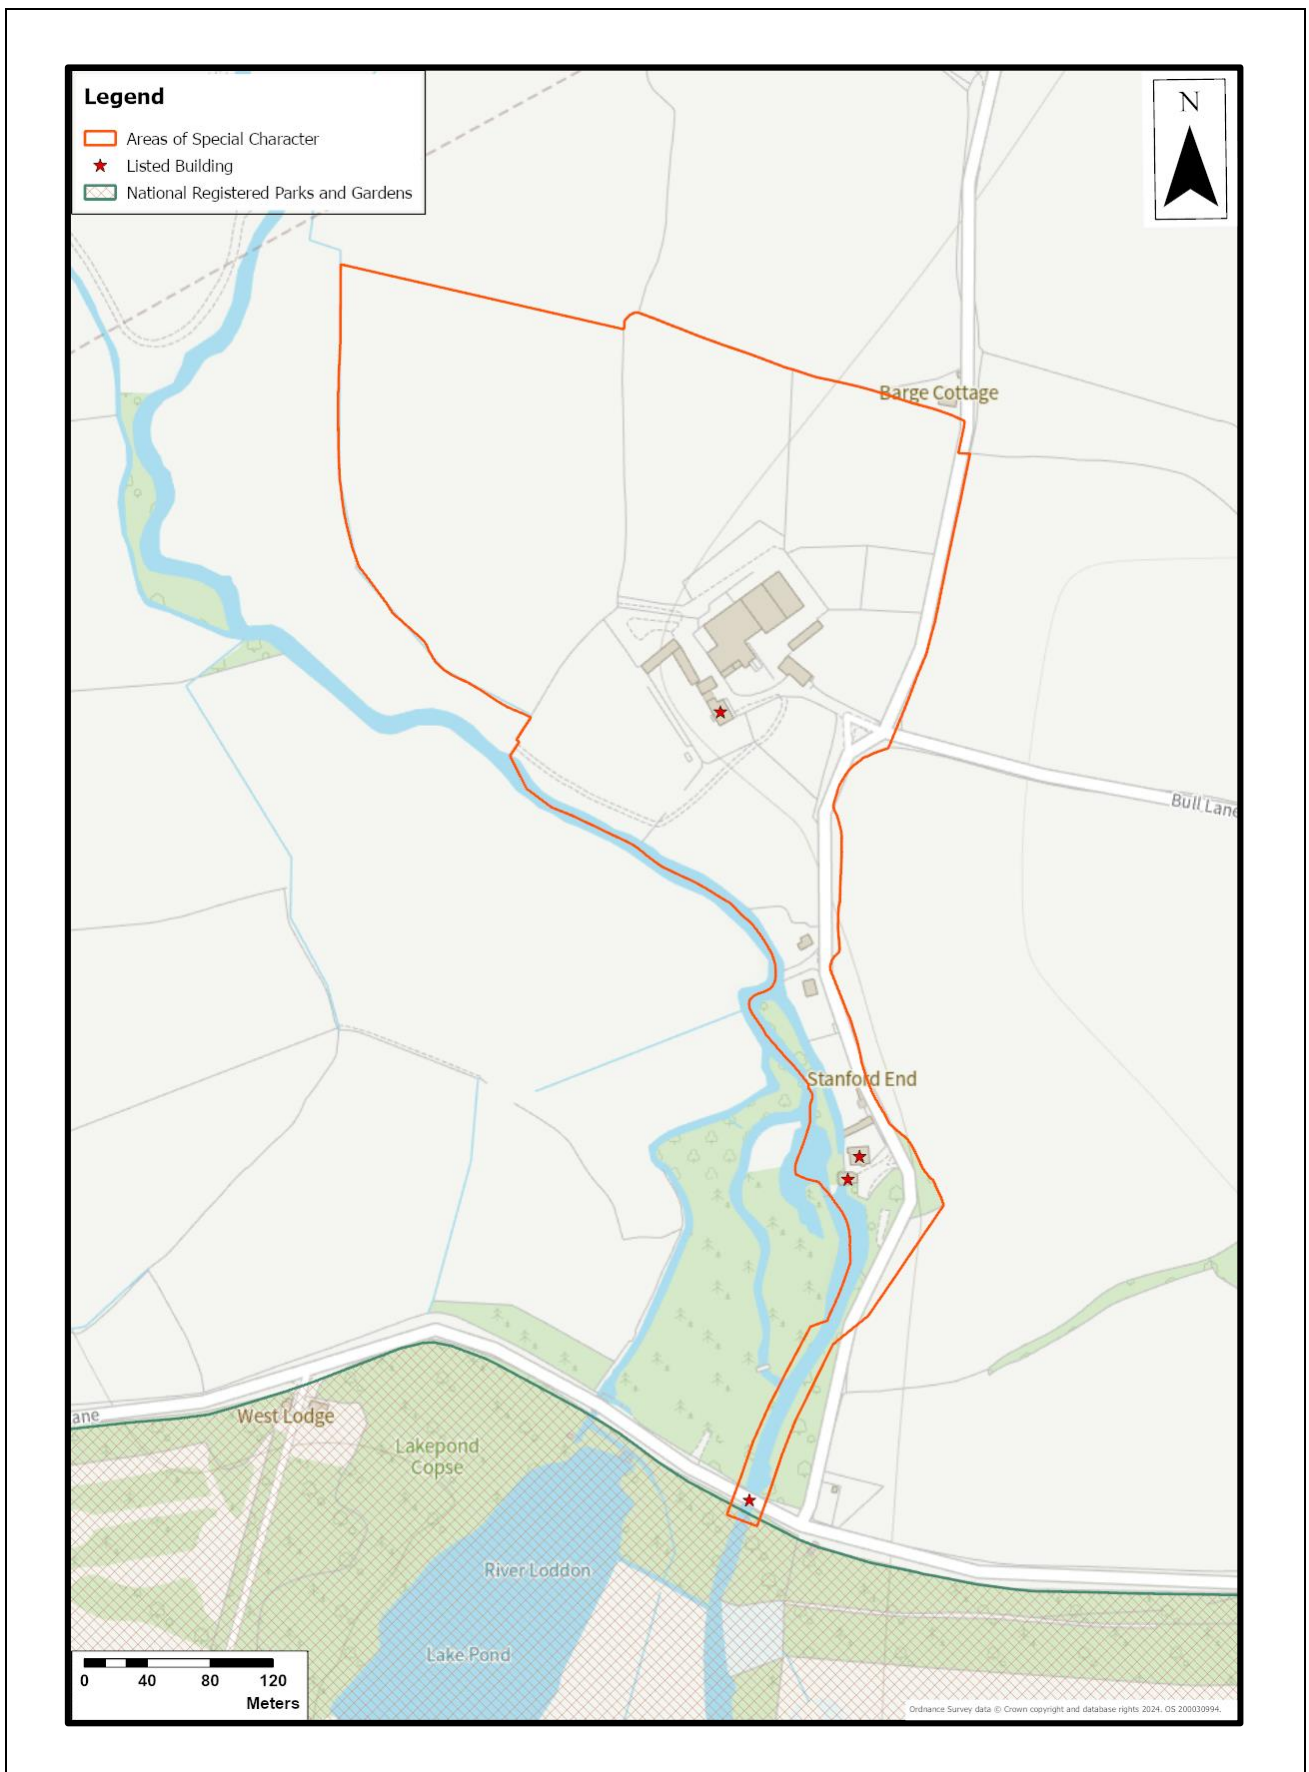 Legend
Areas of Special Character
Listed Building
National Registered Parks and Gardens
N
Barge Cottage
Bull Lane
Stanford End
ane
West Lodge
Lakepond
Copse
River Loddon
Lake Pond
0 40 80 120
Meters
Ordnance Survey data © Crown copyright and database rights 2024. OS 200030994.